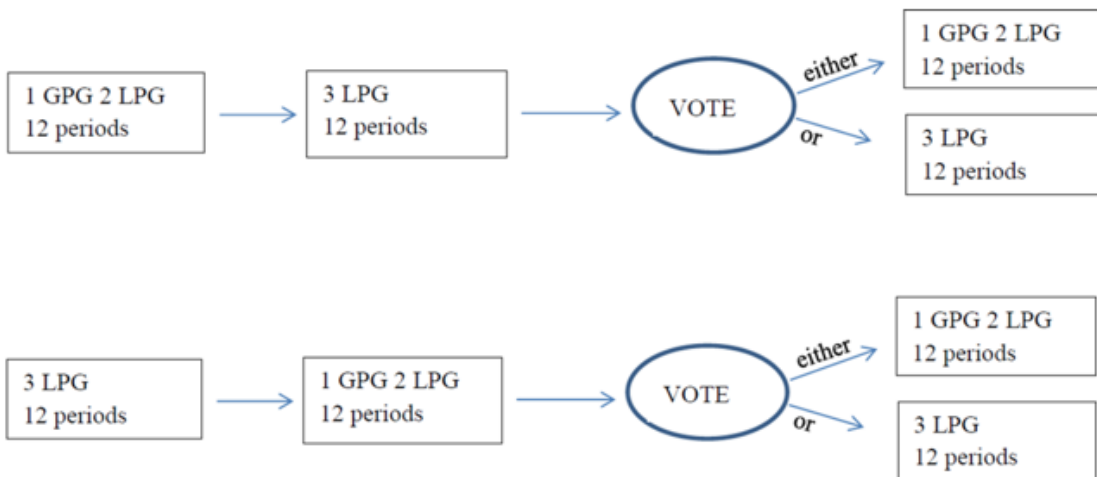 1 GPG 2 LPG
12 periods
3 LPG
12 periods
VOTE
either
or
1 GPG 2 LPG
12 periods
3 LPG
12 periods
3 LPG
12 periods
1 GPG 2 LPG
12 periods
VOTE
either
or
1 GPG 2 LPG
12 periods
3 LPG
12 periods